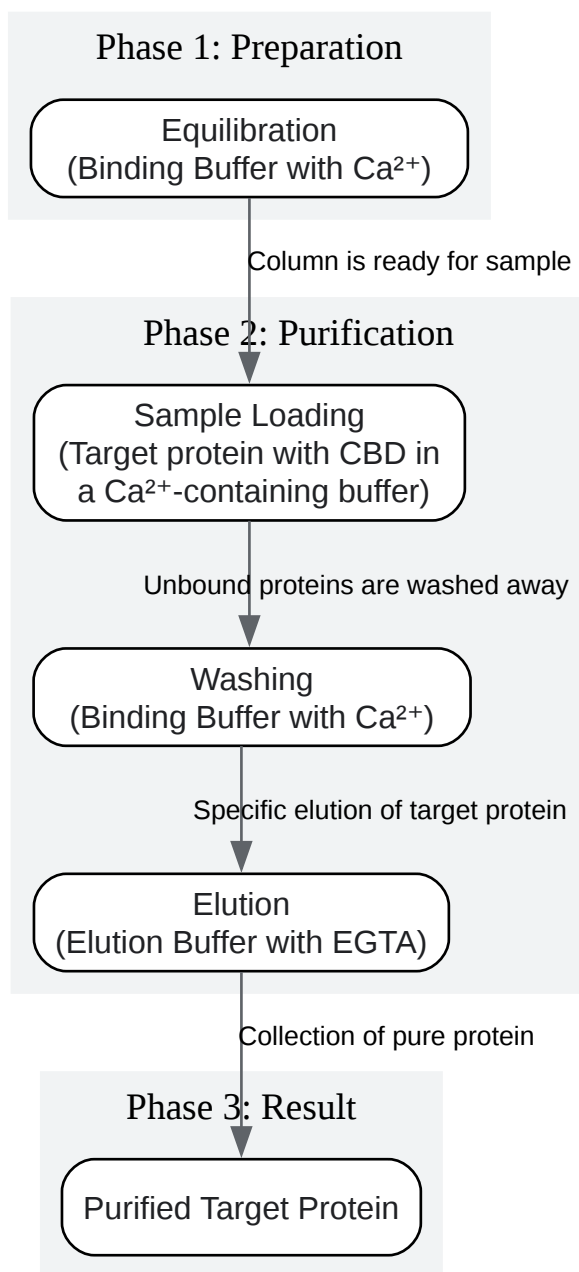 Phase 1: Preparation
Equilibration
(Binding Buffer with Ca²⁺)
Column is ready for sample
Phase 2: Purification
Sample Loading
(Target protein with CBD in
a Ca²⁺-containing buffer)
Unbound proteins are washed away
Washing
(Binding Buffer with Ca²⁺)
Specific elution of target protein
Elution
(Elution Buffer with EGTA)
Collection of pure protein
Phase 3: Result
Purified Target Protein